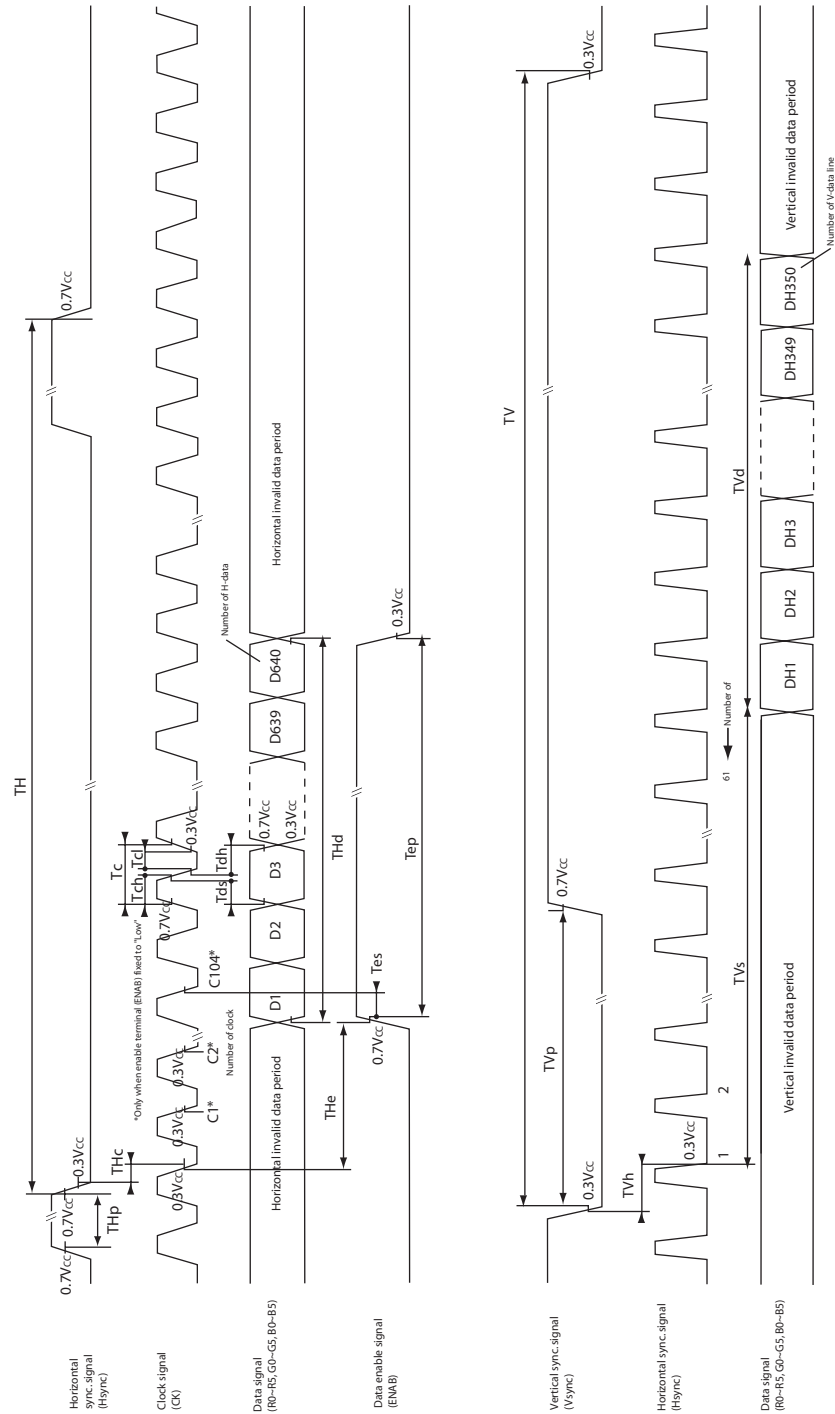 TH
Horizontal
sync. signal
(Hsync)
0.7Vcc
0.7Vcc
THp
0.3Vcc
THc
0.7Vcc
Clock signal
(CK)
0.3Vcc
0.3Vcc
C1*
0.3Vcc
C2*
Number of clock
*Only when enable terminal (ENAB) fixed to "Low"
C104*
0.7Vcc
Tc
Tch
Tcl
0.3Vcc
Tds
Tdh
Data signal
(R0~R5, G0~G5, B0~B5)
Horizontal invalid data period
D1
D2
D3
0.7Vcc
0.3Vcc
D639
D640
Number of H-data
Horizontal invalid data period
THe
THd
Data enable signal
(ENAB)
0.7Vcc
Tes
Tep
0.3Vcc
TV
Vertical sync. signal
(Vsync)
0.3Vcc
TVp
0.7Vcc
0.3Vcc
Horizontal sync. signal
(Hsync)
TVh
0.3Vcc
1
2
TVs
61
Number of
TVd
Data signal
(R0~R5, G0~G5, B0~B5)
Vertical invalid data period
DH1
DH2
DH3
DH349
DH350
Number of V-data line
Vertical invalid data period